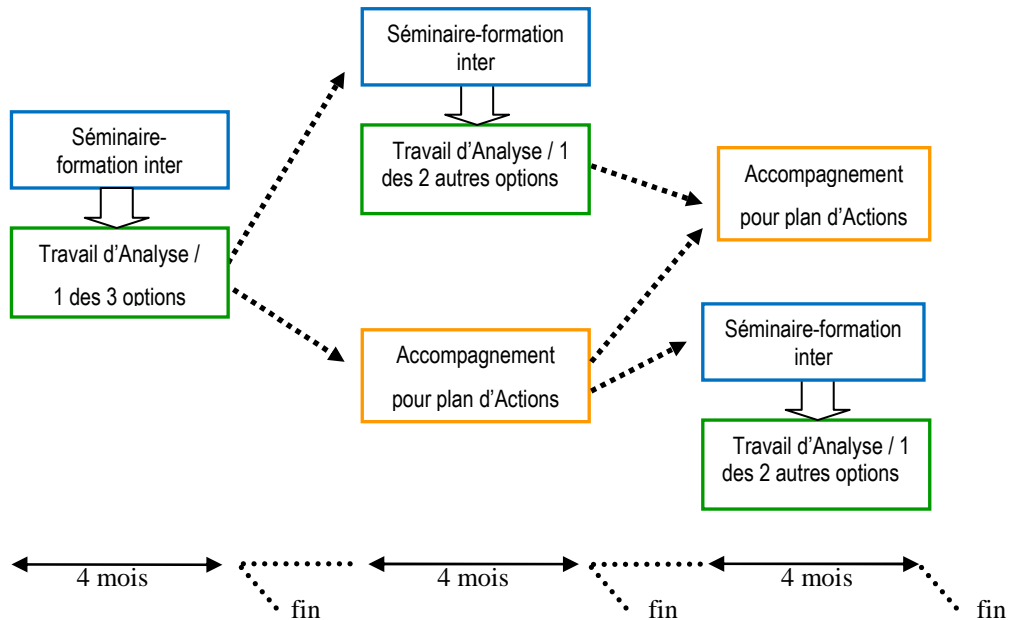 Séminaire-
formation inter
Travail d'Analyse /
1 des 3 options
Séminaire-formation
inter
Travail d'Analyse / 1
des 2 autres options
Accompagnement
pour plan d'Actions
Accompagnement
pour plan d'Actions
Séminaire-formation
inter
Travail d'Analyse / 1
des 2 autres options
4 mois
fin
4 mois
fin
4 mois
fin